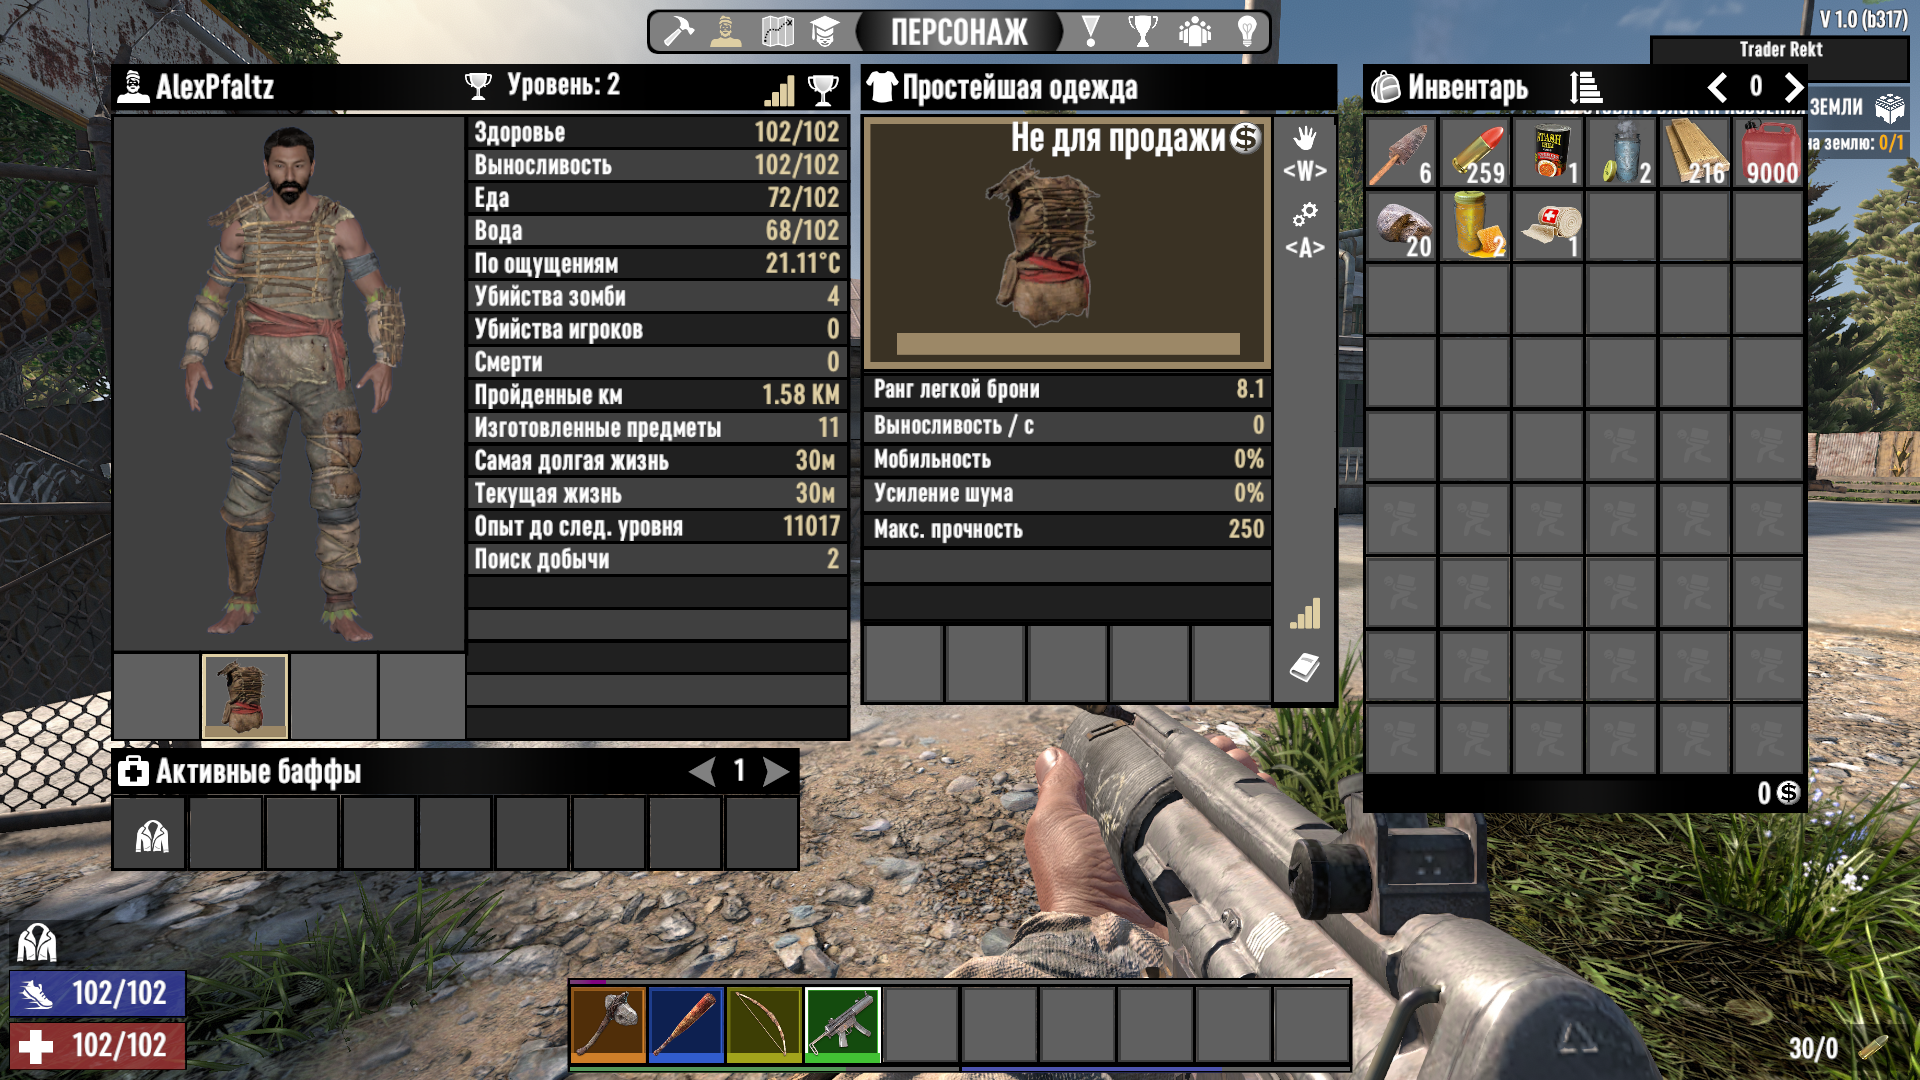 ПЕРСОНАЖ
V 1.0 (b317)
Trader Rekt
ЗЕМЛИ
на землю: 0/1
AlexPfaltz
Уровень: 2
Здоровье 102/102
Выносливость 102/102
Еда 72/102
Вода 68/102
По ощущениям 21.11°C
Убийства зомби 4
Убийства игроков 0
Смерти 0
Пройденные км 1.58 КМ
Изготовленные предметы 11
Самая долгая жизнь 30м
Текущая жизнь 30м
Опыт до след. уровня 11017
Поиск добычи 2
Простейшая одежда
Не для продажи
<W>
<A>
Ранг легкой брони 8.1
Выносливость / с 0
Мобильность 0%
Усиление шума 0%
Макс. прочность 250
Инвентарь
0
6 259 1 2 216 9000
20 2 1
0
Активные баффы 1
102/102
102/102
30/0